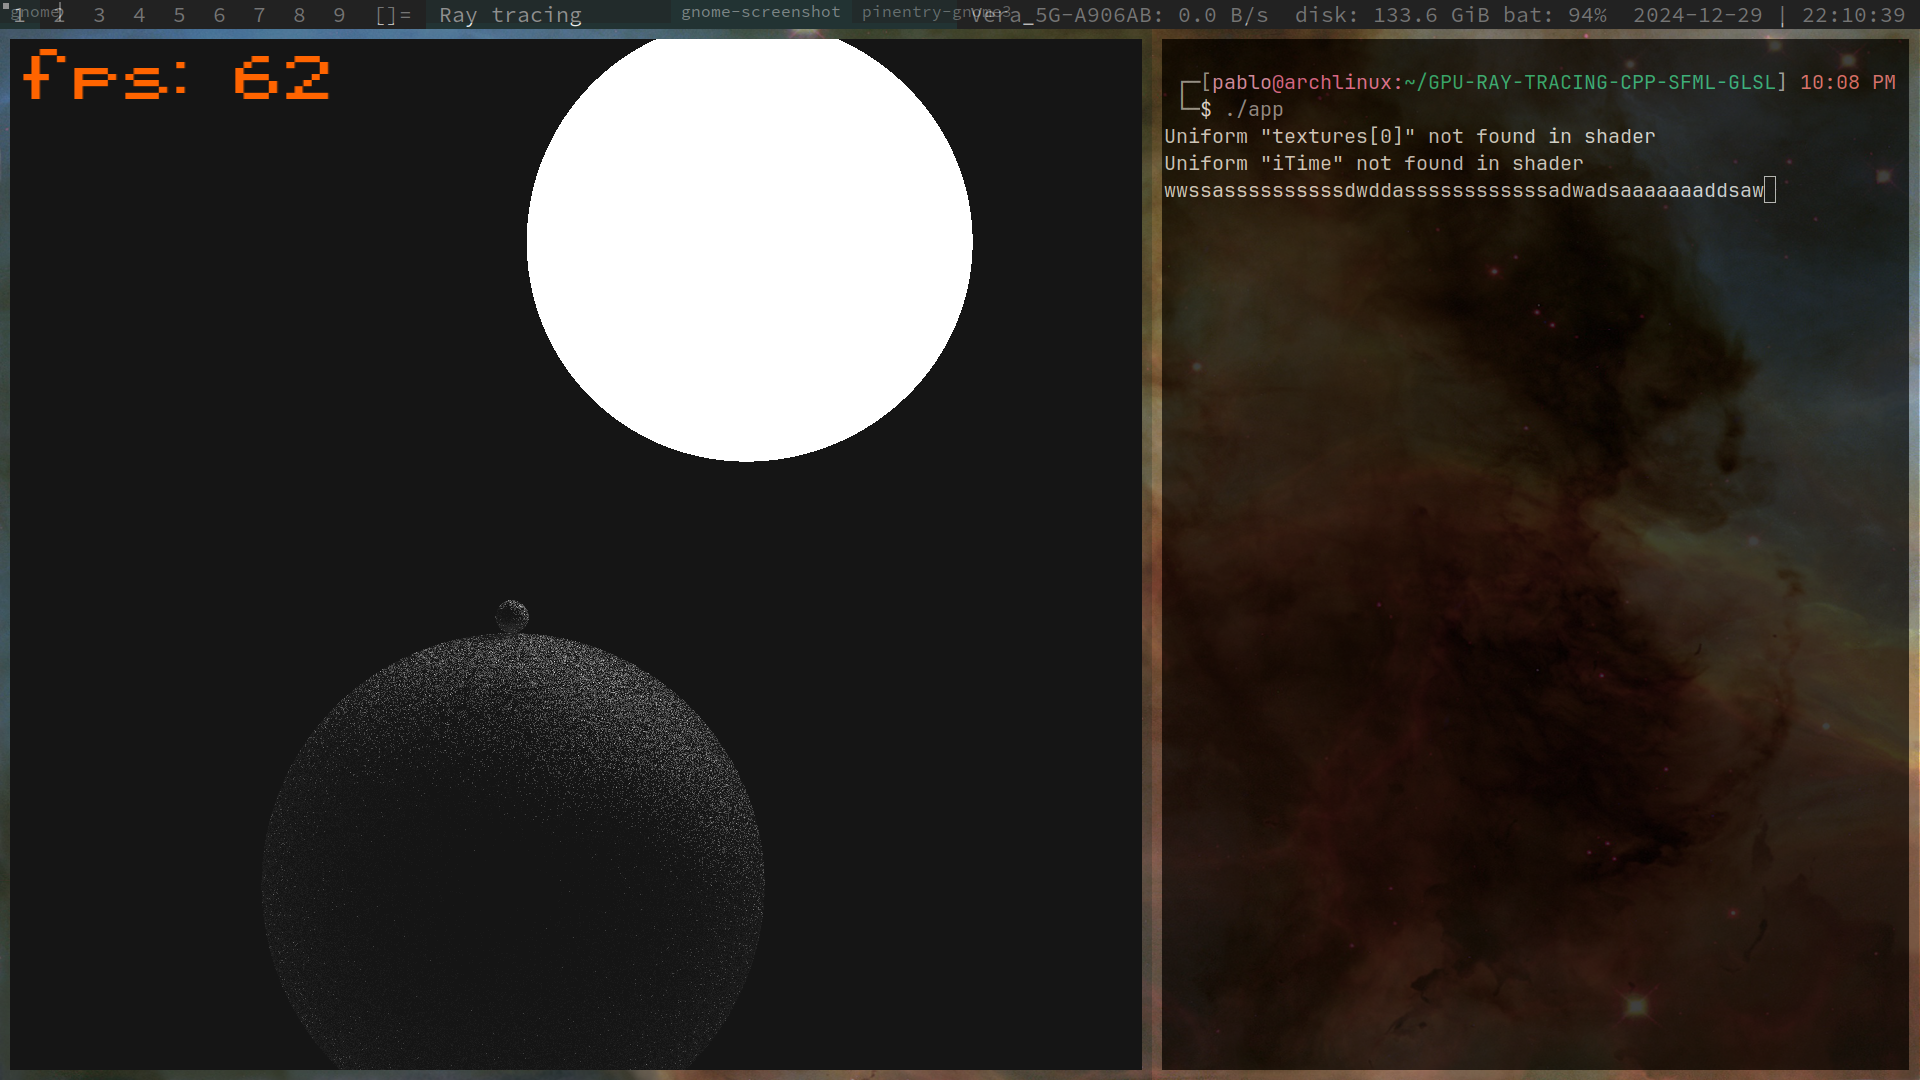 gnome
1 2 3 4 5 6 7 8 9 []= Ray tracing gnome-screenshot pinentry-gnome3 Vera_5G-A906AB: 0.0 B/s disk: 133.6 GiB bat: 94% 2024-12-29 | 22:10:39
fps: 62
[pablo@archlinux:~/GPU-RAY-TRACING-CPP-SFML-GLSL] 10:08 PM
$ ./app
Uniform "textures[0]" not found in shader
Uniform "iTime" not found in shader
wwssasssssssssssdwddassssssssssssadwadsaaaaaaaddsaw